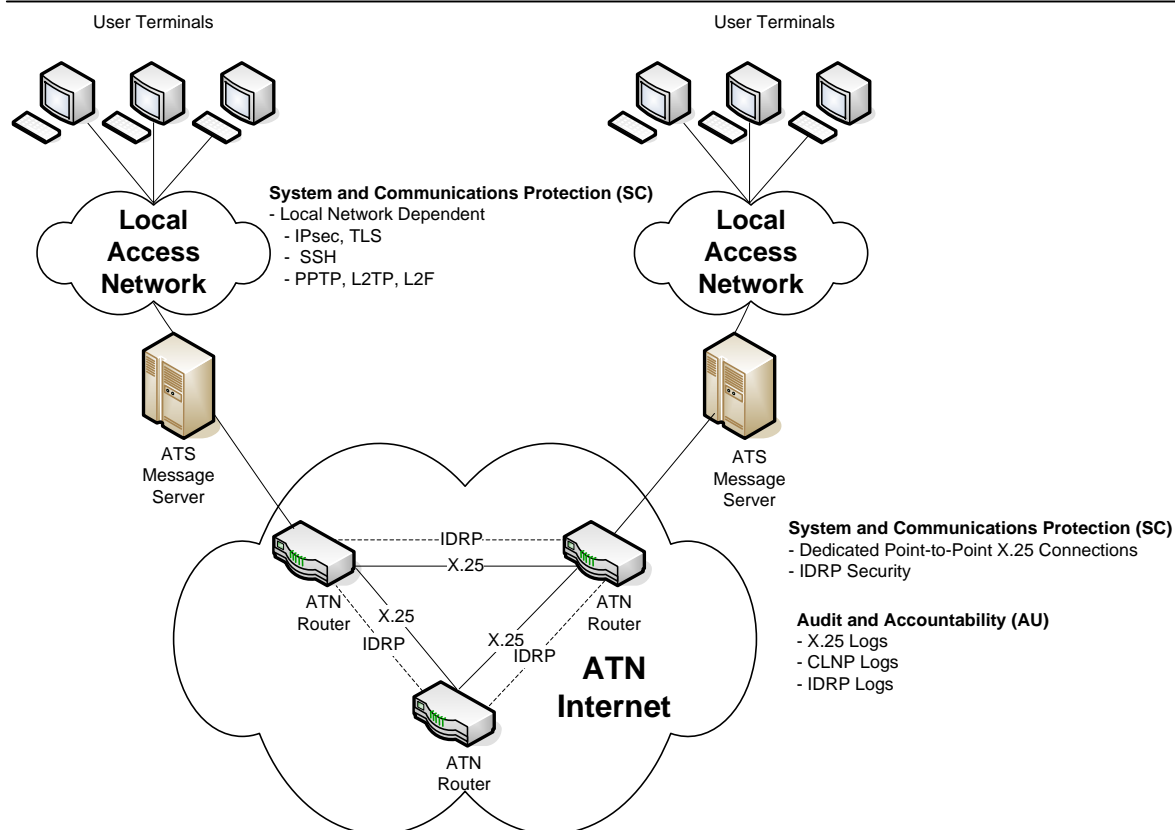 User Terminals
User Terminals
System and Communications Protection (SC)
- Local Network Dependent
- IPsec, TLS
- SSH
- PPTP, L2TP, L2F
Local
Access
Network
Local
Access
Network
ATS
Message
Server
ATS
Message
Server
System and Communications Protection (SC)
- Dedicated Point-to-Point X.25 Connections
- IDRP Security
Audit and Accountability (AU)
- X.25 Logs
- CLNP Logs
- IDRP Logs
IDRP
X.25
ATN
Router
ATN
Router
X.25
IDRP
X.25
IDRP
ATN
Internet
ATN
Router